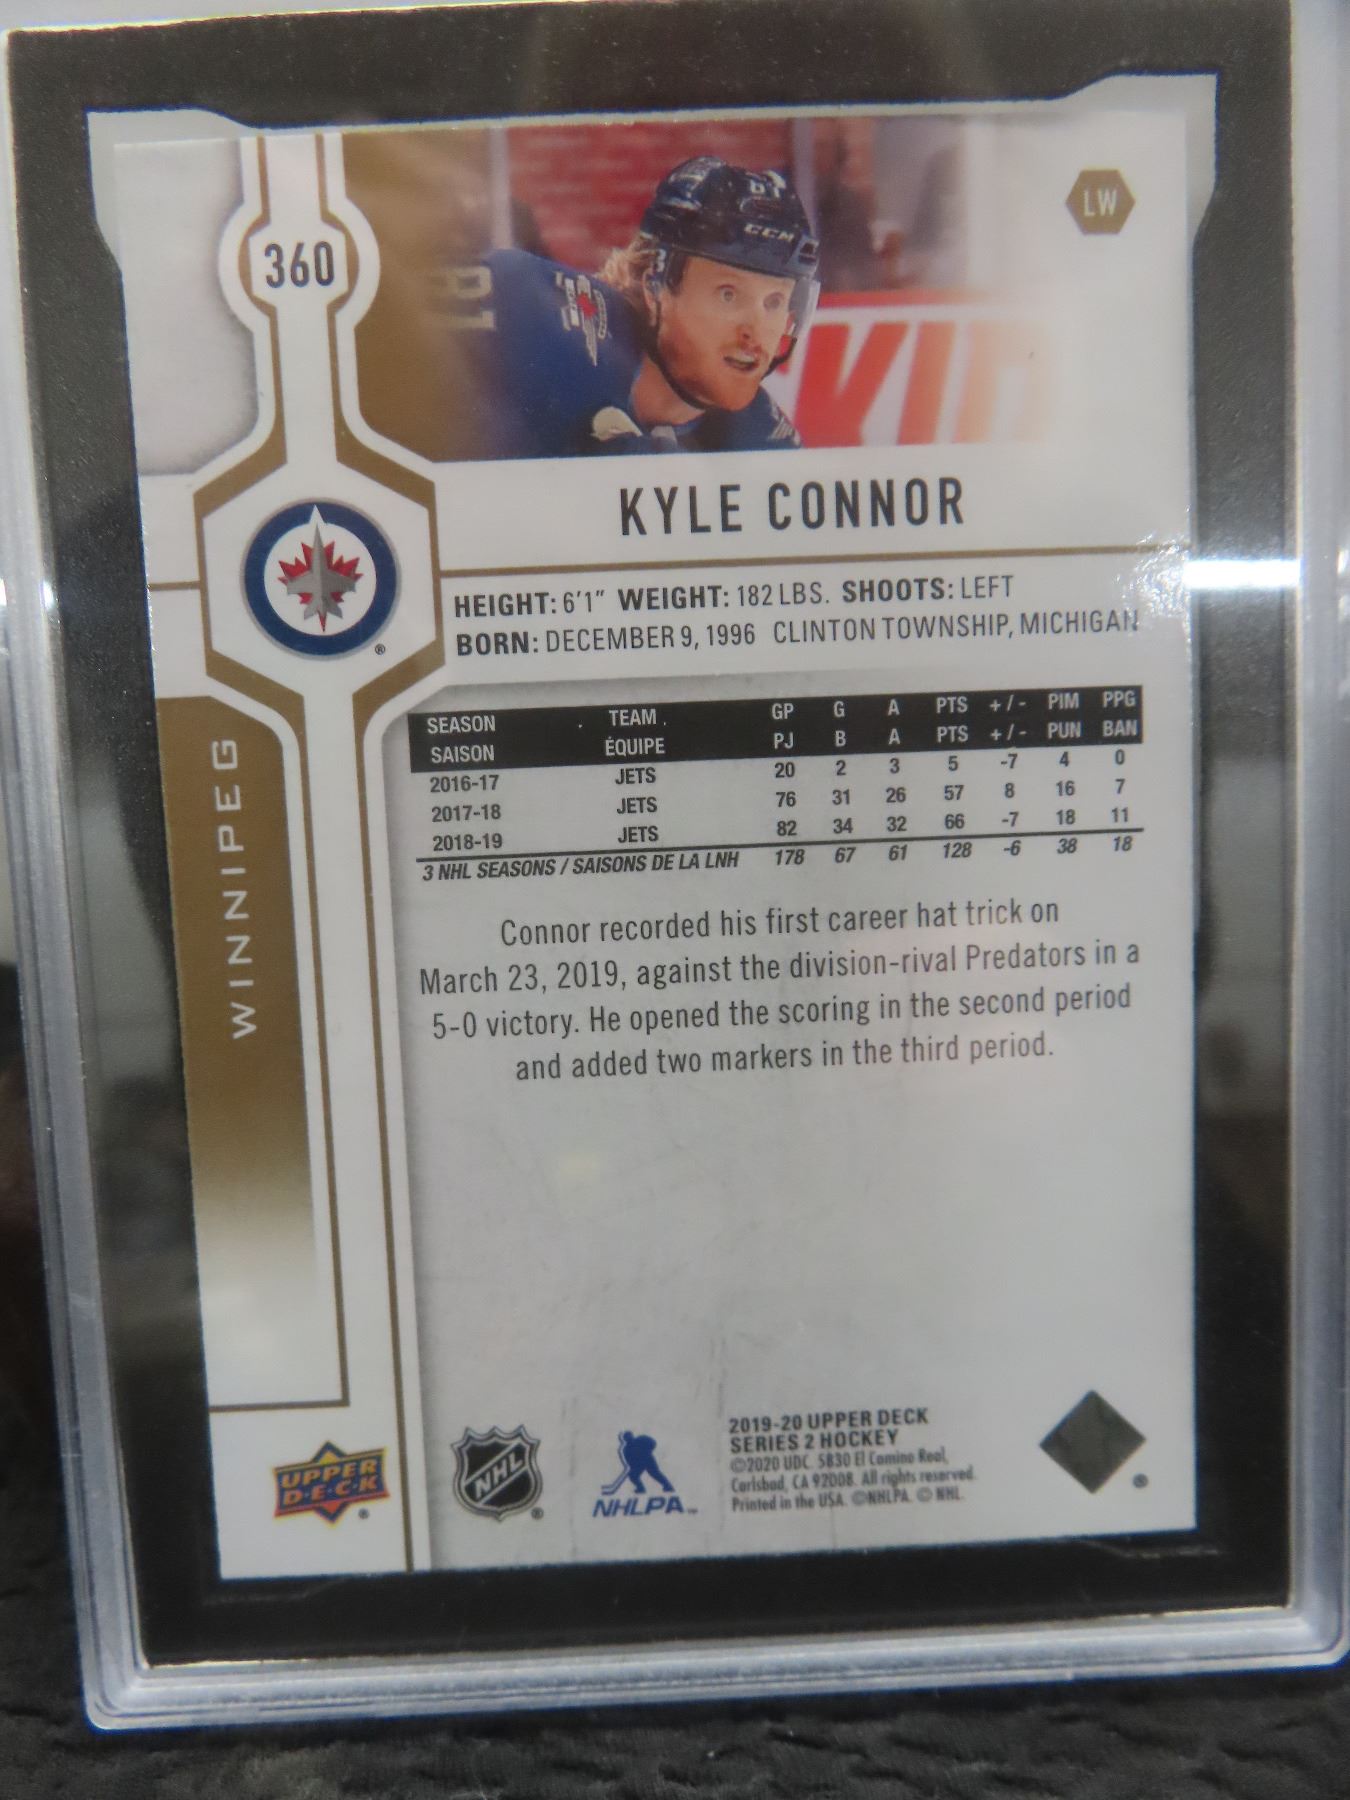 360
LW
81
CCM
KI
KYLE CONNOR
HEIGHT: 6'1" WEIGHT: 182 LBS. SHOOTS: LEFT
BORN: DECEMBER 9, 1996 CLINTON TOWNSHIP, MICHIGAN
WINNIPEG
SEASON TEAM GP G A PTS +/- PIM PPG
SAISON ÉQUIPE PJ B A PTS +/- PUN BAN
2016-17 JETS 20 2 3 5 -7 4 0
2017-18 JETS 76 31 26 57 8 16 7
2018-19 JETS 82 34 32 66 -7 18 11
3 NHL SEASONS / SAISONS DE LA LNH 178 67 61 128 -6 38 18
Connor recorded his first career hat trick on
March 23, 2019, against the division-rival Predators in a
5-0 victory. He opened the scoring in the second period
and added two markers in the third period.
UPPER
D·E·C·K ®
NHL ®
NHLPA™
2019-20 UPPER DECK
SERIES 2 HOCKEY
©2020 UDC. 5830 El Camino Real,
Carlsbad, CA 92008. All rights reserved.
Printed in the USA. ©NHLPA. © NHL.
®